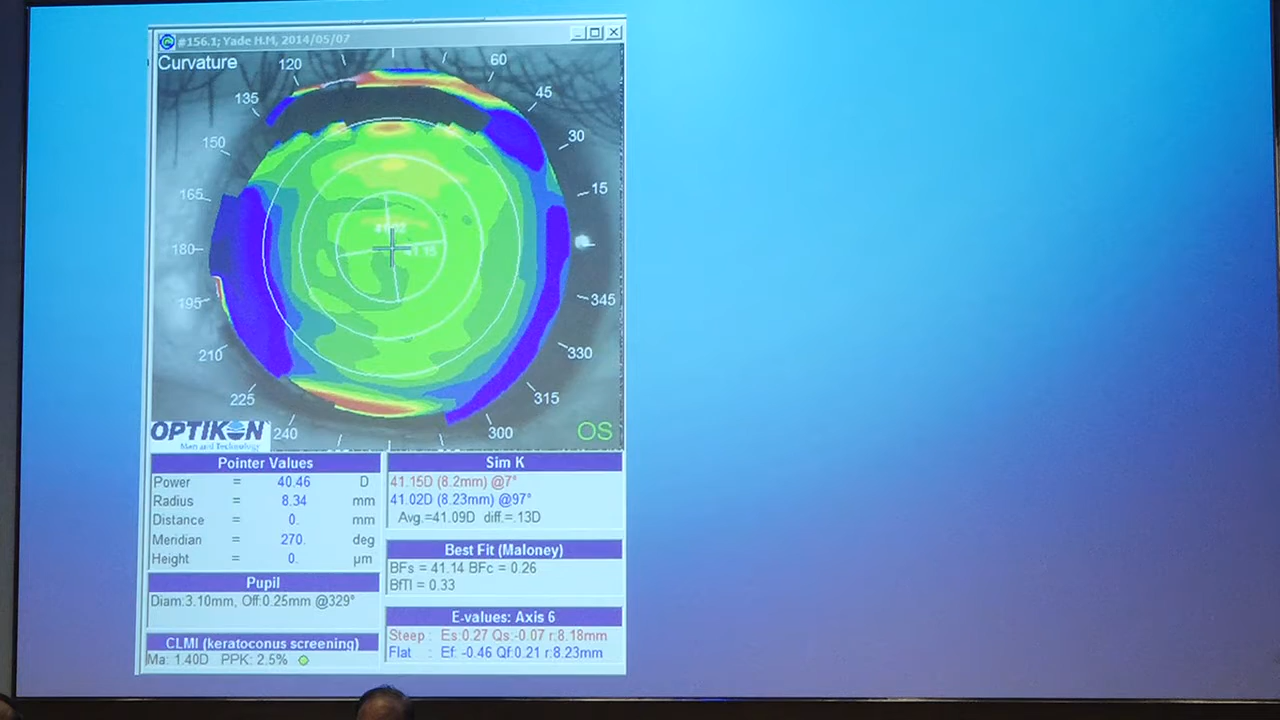 #156.1; Yade H.M, 2014/05/07
Curvature
120
60
135
45
150
30
165
15
180
195
345
210
330
225
315
240
300
OPTIKON
Men and Technology
OS
Pointer Values
Power = 40.46 D
Radius = 8.34 mm
Distance = 0. mm
Meridian = 270. deg
Height = 0. µm
Pupil
Diam:3.10mm, Off:0.25mm @329°
CLMI (keratoconus screening)
Ma: 1.40D PPK: 2.5%
Sim K
41.15D (8.2mm) @7°
41.02D (8.23mm) @97°
Avg.=41.09D diff.=.13D
Best Fit (Maloney)
BFs = 41.14 BFc = 0.26
BfTI = 0.33
E-values: Axis 6
Steep : Es:0.27 Qs:-0.07 r:8.18mm
Flat : Ef: -0.46 Qf:0.21 r:8.23mm